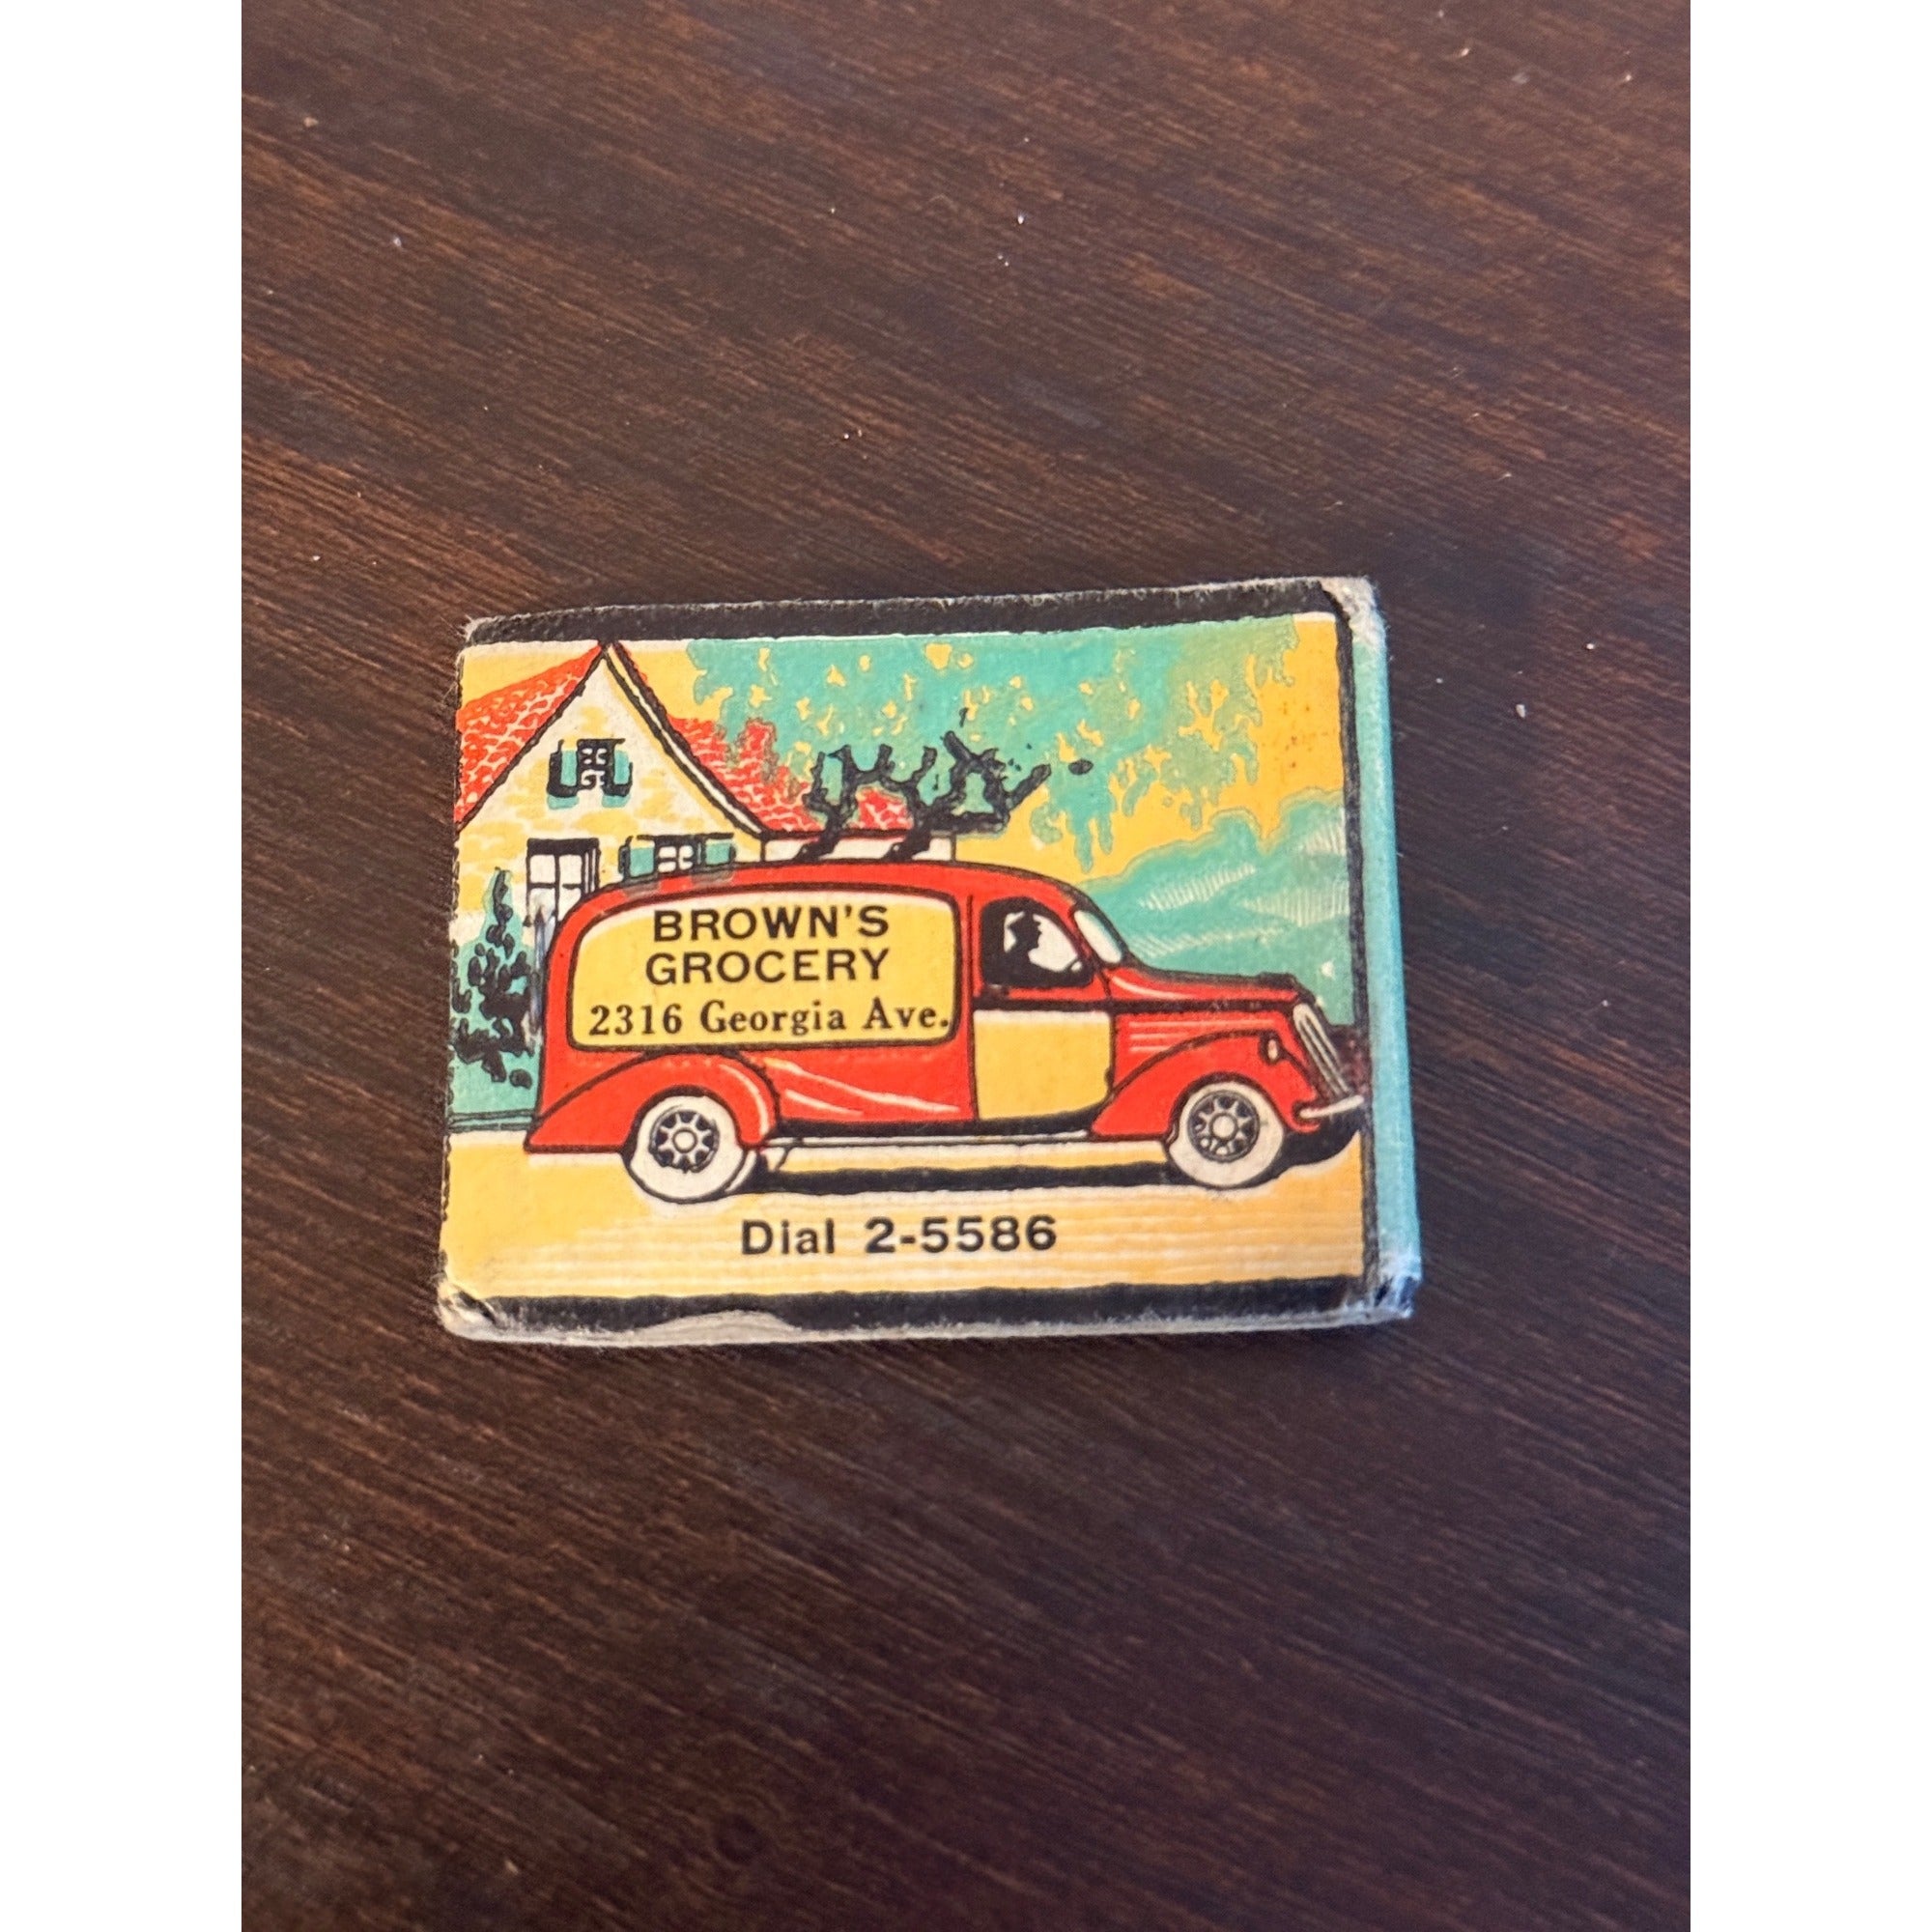 BROWN'S
GROCERY
2316 Georgia Ave.
Dial 2-5586